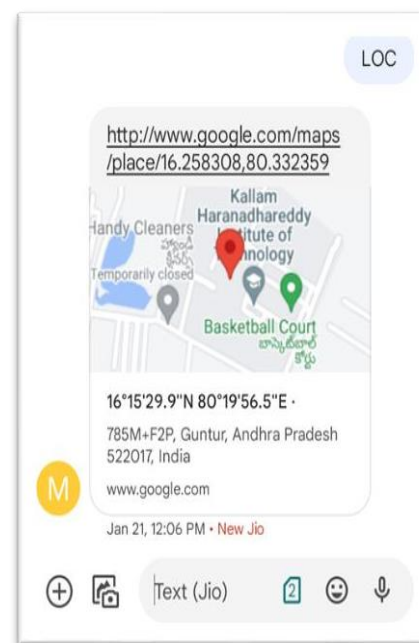 LOC
http://www.google.com/maps
/place/16.258308,80.332359
Kallam
Haranadhareddy
Institute of
Technology
Handy Cleaners
హ్యాండీ
క్లీనర్స్
Temporarily closed
Basketball Court
బాస్కెట్‌బాల్
కోర్టు
16°15'29.9"N 80°19'56.5"E ·
785M+F2P, Guntur, Andhra Pradesh
522017, India
www.google.com
M
Jan 21, 12:06 PM • New Jio
Text (Jio)
2